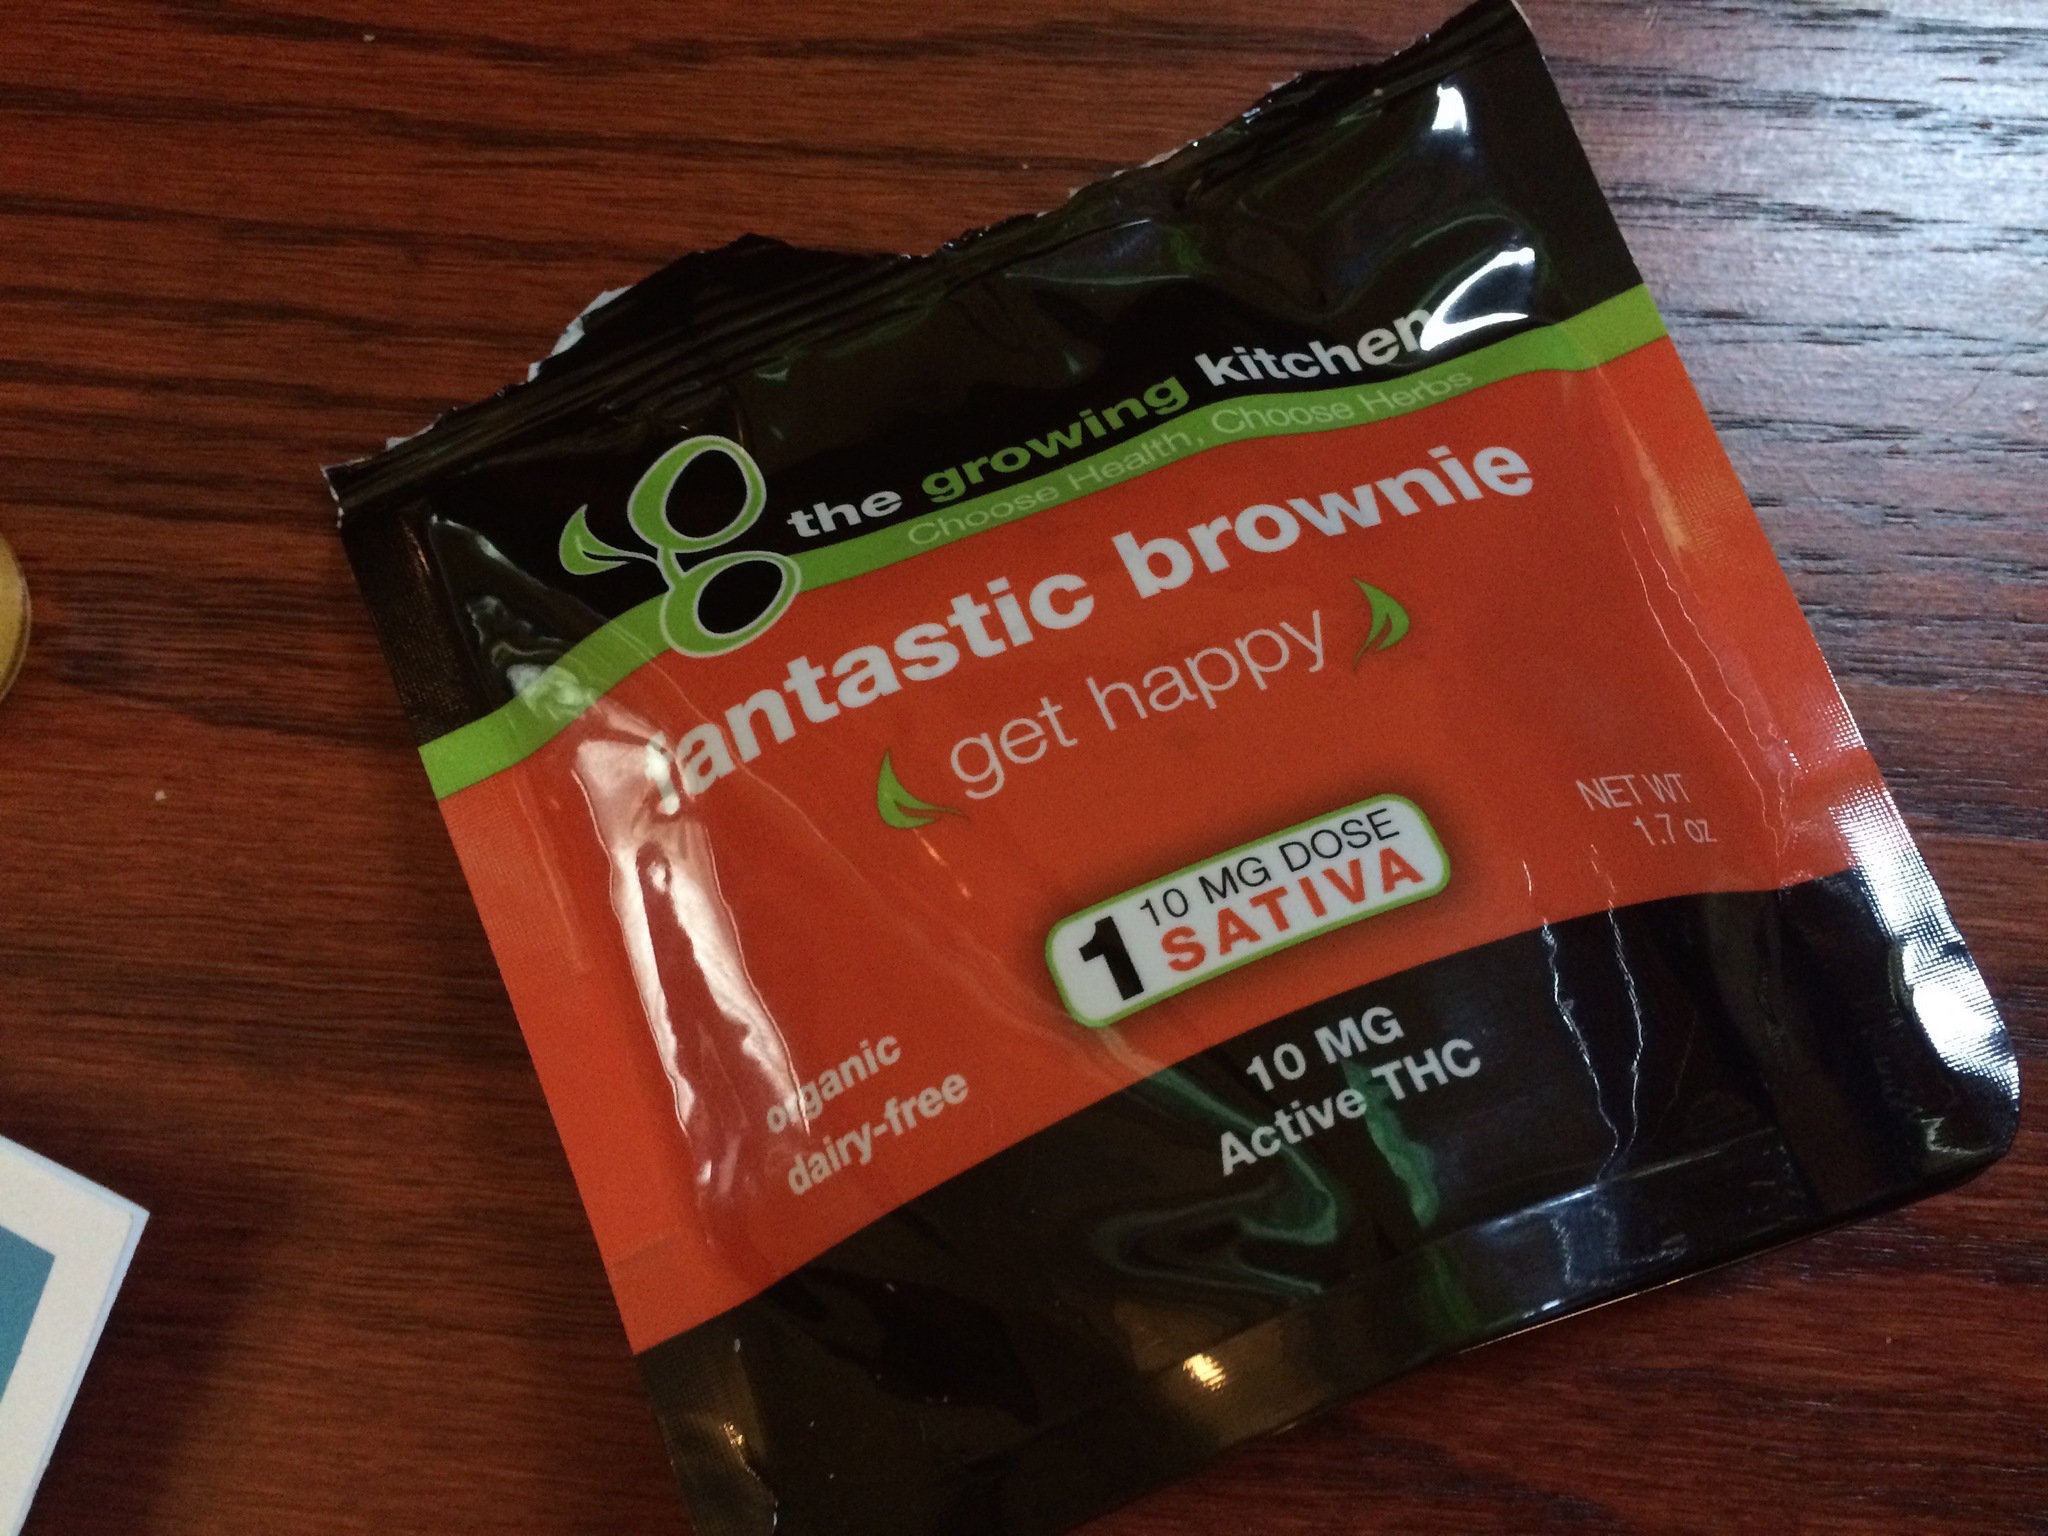 the growing kitchen
Choose Health, Choose Herbs
fantastic brownie
get happy
NET WT
1.7 oz
1 10 MG DOSE
SATIVA
organic
dairy-free
10 MG
Active THC